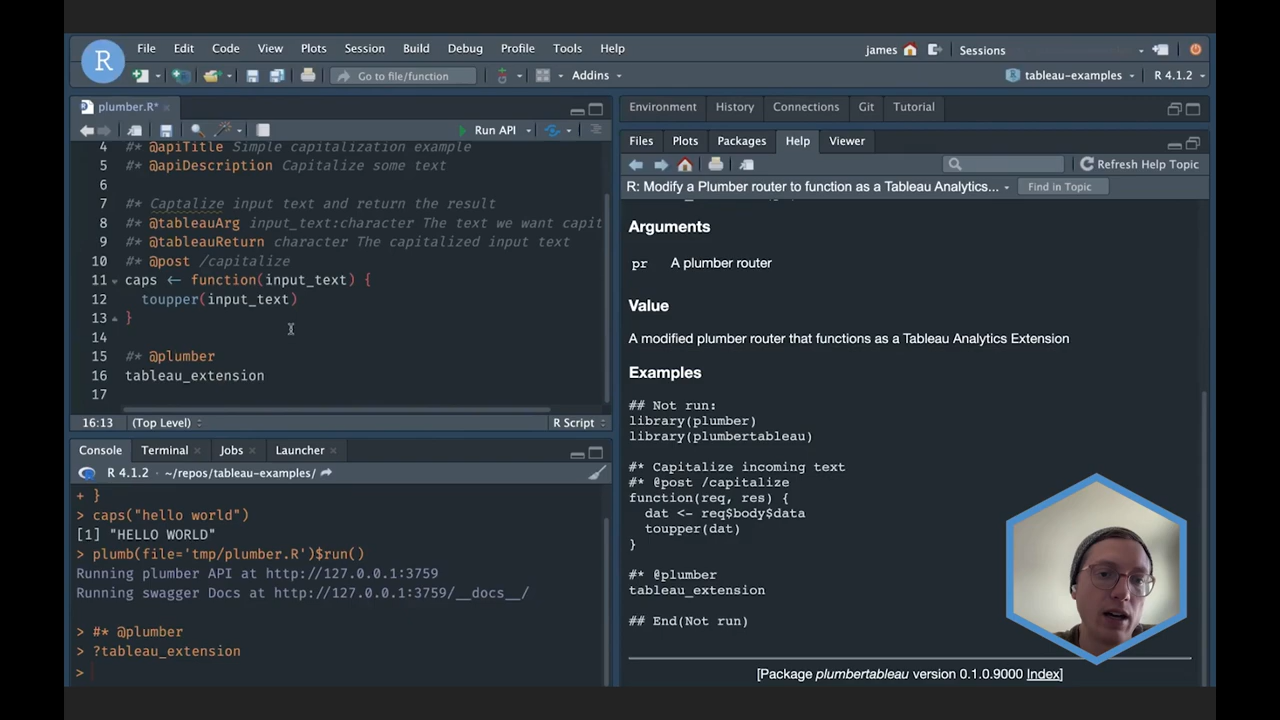 R
File Edit Code View Plots Session Build Debug Profile Tools Help
james Sessions
Go to file/function Addins
tableau-examples R 4.1.2
plumber.R*
Run API
4 #* @apiTitle Simple capitalization example
5 #* @apiDescription Capitalize some text
6
7 #* Captalize input text and return the result
8 #* @tableauArg input_text:character The text we want capit
9 #* @tableauReturn character The capitalized input text
10 #* @post /capitalize
11 caps <- function(input_text) {
12 toupper(input_text)
13 }
14
15 #* @plumber
16 tableau_extension
17
16:13 (Top Level) R Script
Console Terminal Jobs Launcher
R 4.1.2 · ~/repos/tableau-examples/
+ }
> caps("hello world")
[1] "HELLO WORLD"
> plumb(file='tmp/plumber.R')$run()
Running plumber API at http://127.0.0.1:3759
Running swagger Docs at http://127.0.0.1:3759/__docs__/
> #* @plumber
> ?tableau_extension
>
Environment History Connections Git Tutorial
Files Plots Packages Help Viewer
Refresh Help Topic
R: Modify a Plumber router to function as a Tableau Analytics... Find in Topic
Arguments
pr A plumber router
Value
A modified plumber router that functions as a Tableau Analytics Extension
Examples
## Not run:
library(plumber)
library(plumbertableau)
#* Capitalize incoming text
#* @post /capitalize
function(req, res) {
dat <- req$body$data
toupper(dat)
}
#* @plumber
tableau_extension
## End(Not run)
[Package plumbertableau version 0.1.0.9000 Index]